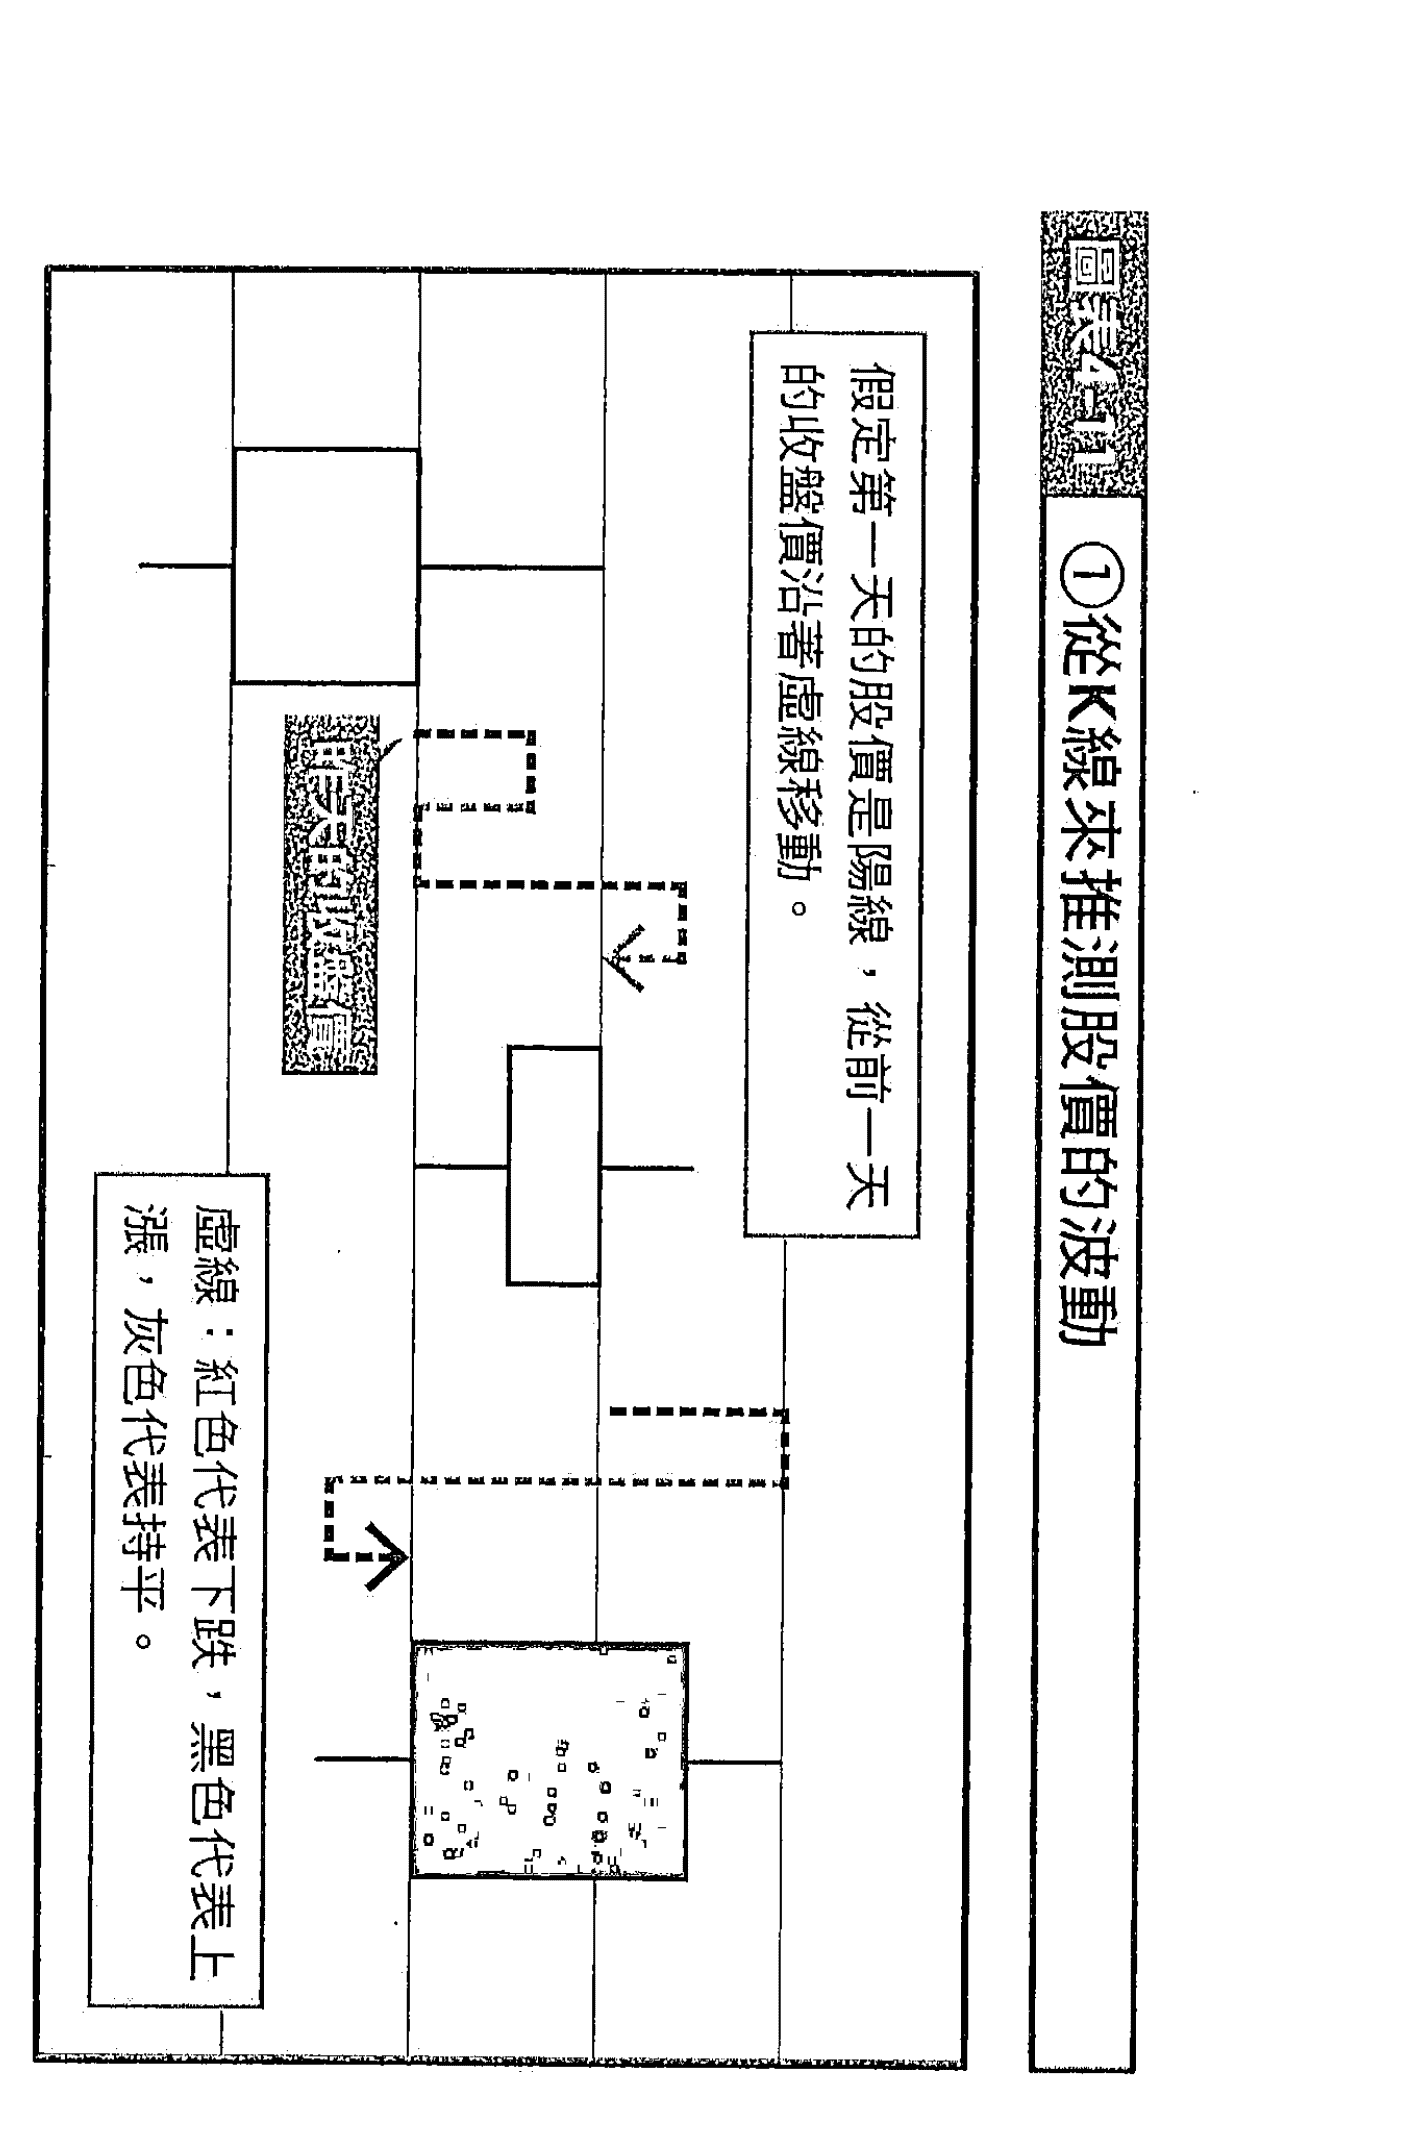 圖表4-11 ①從K線來推測股價的波動
假定第一天的股價是陽線，從前一天
的收盤價沿著虛線移動。
昨天的收盤價
虛線：紅色代表下跌，黑色代表上
漲，灰色代表持平。